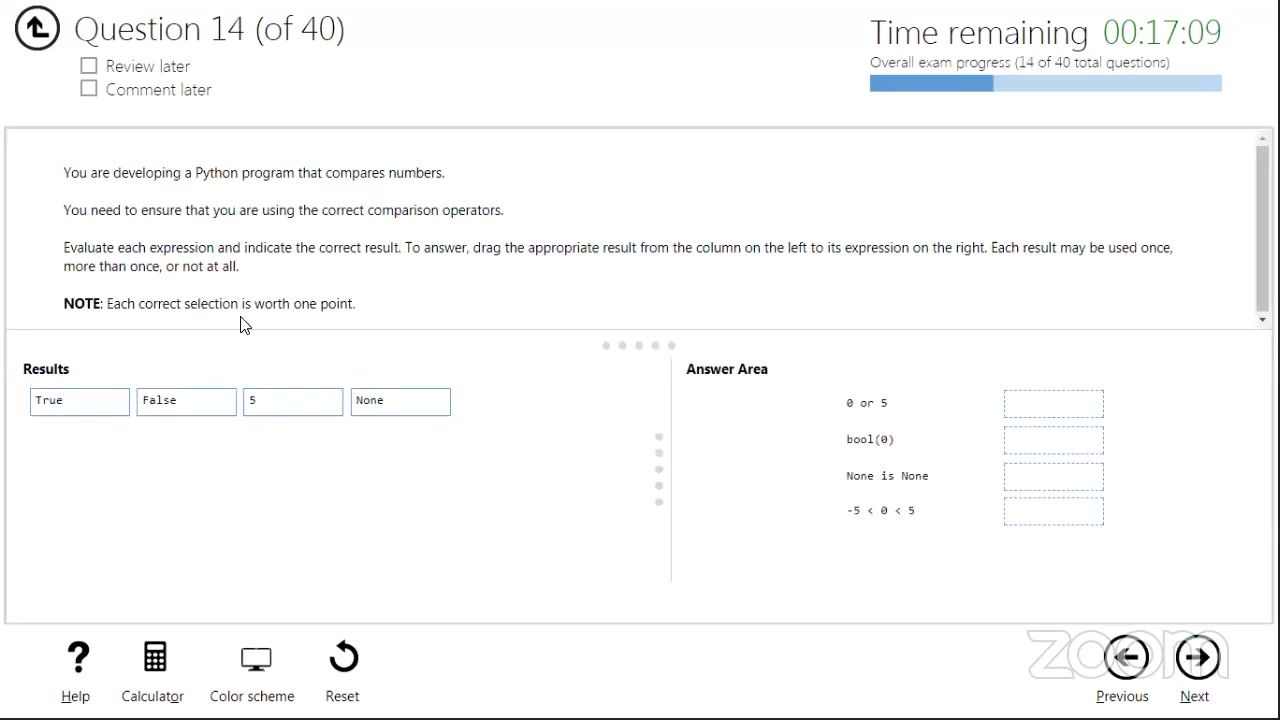 Question 14 (of 40)
Review later
Comment later
Time remaining 00:17:09
Overall exam progress (14 of 40 total questions)
You are developing a Python program that compares numbers.
You need to ensure that you are using the correct comparison operators.
Evaluate each expression and indicate the correct result. To answer, drag the appropriate result from the column on the left to its expression on the right. Each result may be used once,
more than once, or not at all.
NOTE: Each correct selection is worth one point.
Results
True False 5 None
Answer Area
0 or 5
bool(0)
None is None
-5 < 0 < 5
zoom
? Help
Calculator
Color scheme
Reset
Previous
Next